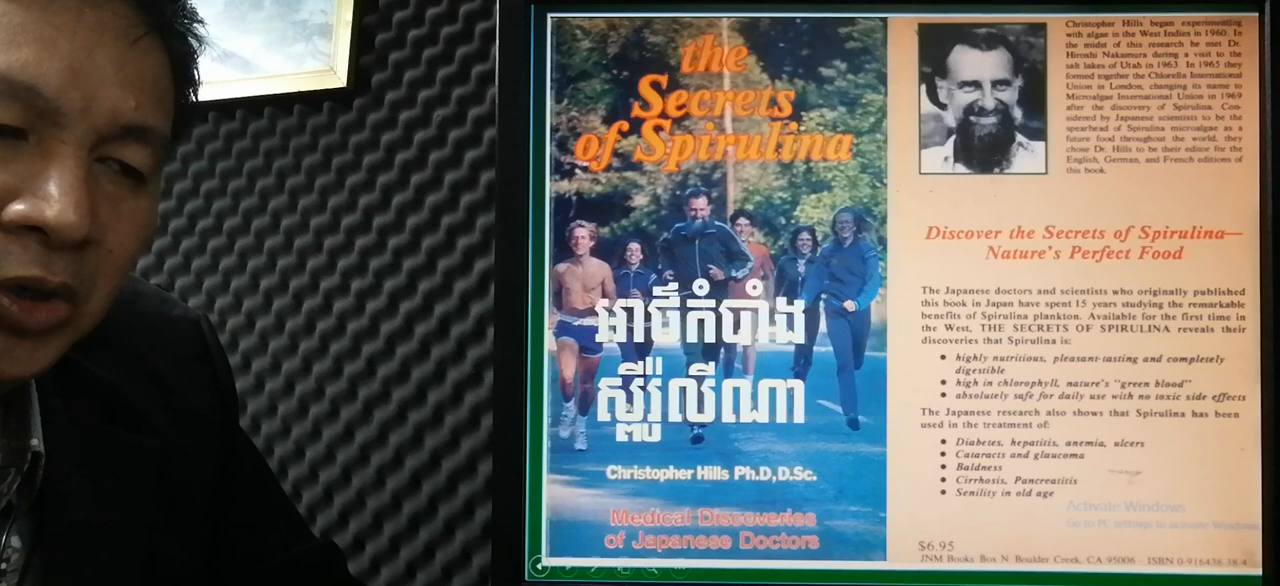 the
Secrets
of Spirulina
អាថ៌កំបាំង
ស្ពីរ៉ូលីណា
Christopher Hills Ph.D, D.Sc.
Medical Discoveries
of Japanese Doctors
Christopher Hills began experimenting
with algae in the West Indies in 1960. In
the midst of this research he met Dr.
Hiroshi Nakamura during a visit to the
salt lakes of Utah in 1963. In 1965 they
formed together the Chlorella International
Union in London, changing its name to
Microalgae International Union in 1969
after the discovery of Spirulina. Con-
sidered by Japanese scientists to be the
spearhead of Spirulina microalgae as a
future food throughout the world, they
chose Dr. Hills to be their editor for the
English, German, and French editions of
this book.
Discover the Secrets of Spirulina—
Nature's Perfect Food
The Japanese doctors and scientists who originally published
this book in Japan have spent 15 years studying the remarkable
benefits of Spirulina plankton. Available for the first time in
the West, THE SECRETS OF SPIRULINA reveals their
discoveries that Spirulina is:
● highly nutritious, pleasant-tasting and completely
digestible
● high in chlorophyll, nature's "green blood"
● absolutely safe for daily use with no toxic side effects
The Japanese research also shows that Spirulina has been
used in the treatment of:
● Diabetes, hepatitis, anemia, ulcers
● Cataracts and glaucoma
● Baldness
● Cirrhosis, Pancreatitis
● Senility in old age
Activate Windows
Go to PC settings to activate Windows.
$6.95
JNM Books Box N Boulder Creek, CA 95006 ISBN 0-916438-38-4